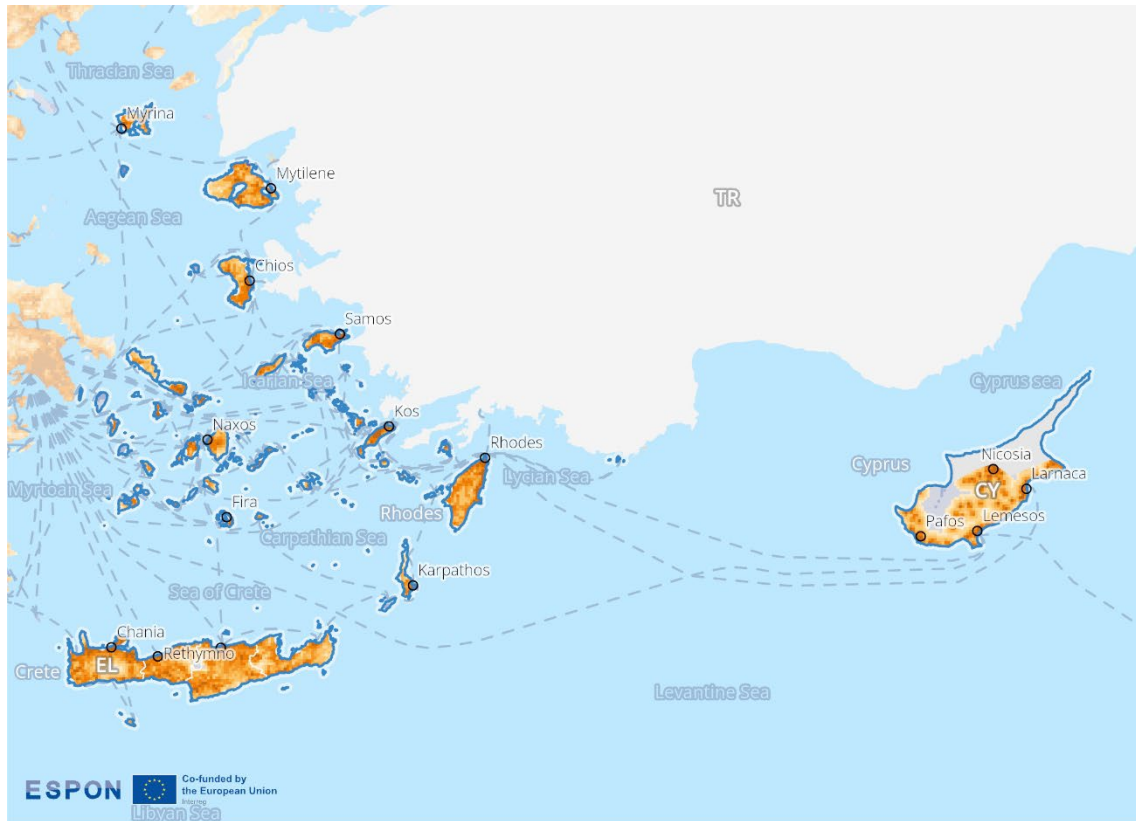 Thracian Sea
Myrina
Mytilene
TR
Aegean Sea
Chios
Samos
Icarian Sea
Cyprus sea
Kos
Naxos
Rhodes
Nicosia
Cyprus
Lycian Sea
Larnaca
CY
Myrtoan Sea
Fira
Rhodes
Lemesos
Pafos
Carpathian Sea
Karpathos
Sea of Crete
Chania
Rethymno
EL
Crete
Levantine Sea
ESPON
Co-funded by
the European Union
Interreg
Libyan Sea